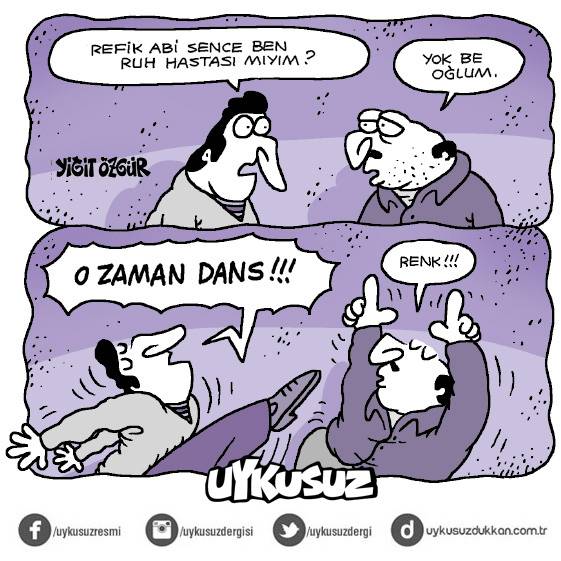 REFİK ABİ SENCE BEN
RUH HASTASI MIYIM?
YOK BE
OĞLUM.
YİĞİT ÖZGÜR
O ZAMAN DANS!!!
RENK!!!
UYKUSUZ
f /uykusuzresmi
/uykusuzdergisi
/uykusuzdergi
d uykusuzdukkan.com.tr